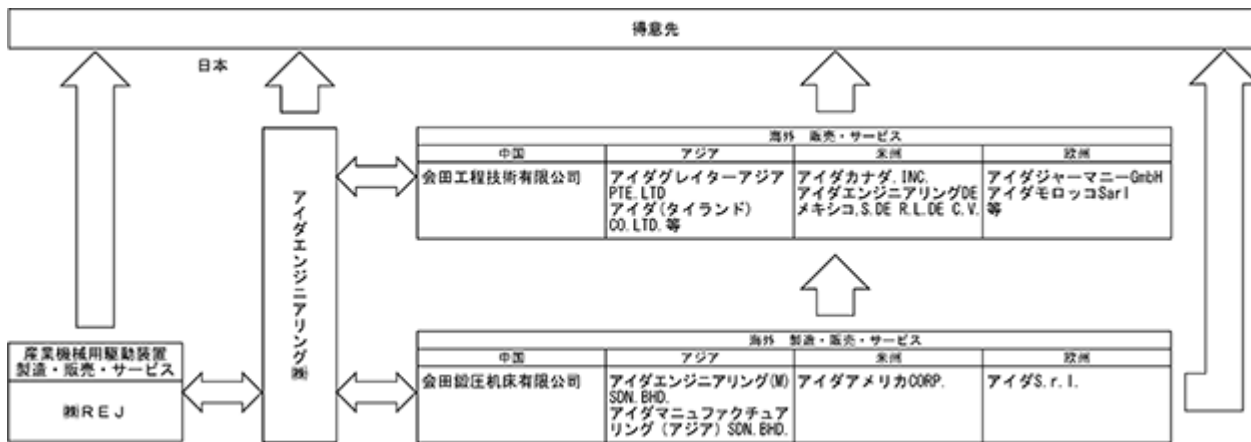 得意先
日本
海外 販売・サービス
中国
アジア
米州
欧州
会田工程技術有限公司
アイダグレイターアジア
PTE.LTD
アイダ(タイランド)
CO.LTD.等
アイダカナダ.INC.
アイダエンジニアリングDE
メキシコ,S.DE R.L.DE C.V.
アイダジャーマニーGmbH
アイダモロッコSarl
等
アイダエンジニアリング㈱
産業機械用駆動装置
製造・販売・サービス
㈱REJ
海外 製造・販売・サービス
中国
アジア
米州
欧州
会田鍛圧机床有限公司
アイダエンジニアリング(M)
SDN.BHD.
アイダマニュファクチュア
リング(アジア)SDN.BHD.
アイダアメリカCORP.
アイダS.r.l.